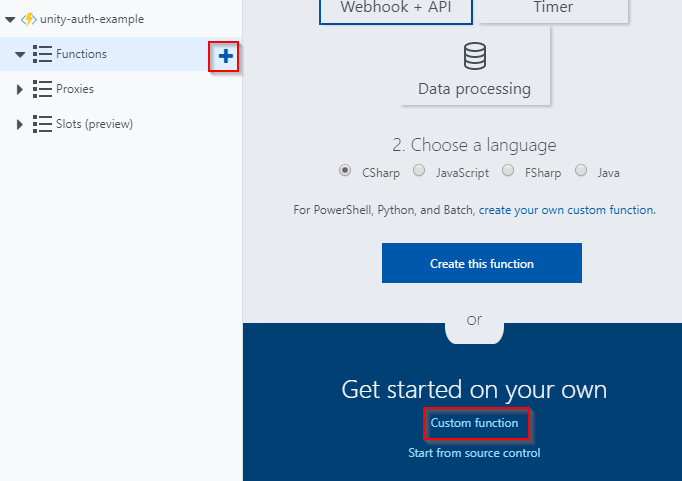 unity-auth-example
Functions
Proxies
Slots (preview)
Webhook + API
Timer
Data processing
2. Choose a language
CSharp JavaScript FSharp Java
For PowerShell, Python, and Batch, create your own custom function.
Create this function
or
Get started on your own
Custom function
Start from source control